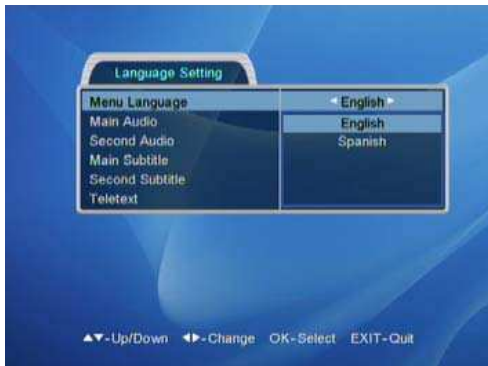 Language Setting
Menu Language English
Main Audio English
Second Audio Spanish
Main Subtitle
Second Subtitle
Teletext
▲▼-Up/Down ◀▶-Change OK-Select EXIT-Quit